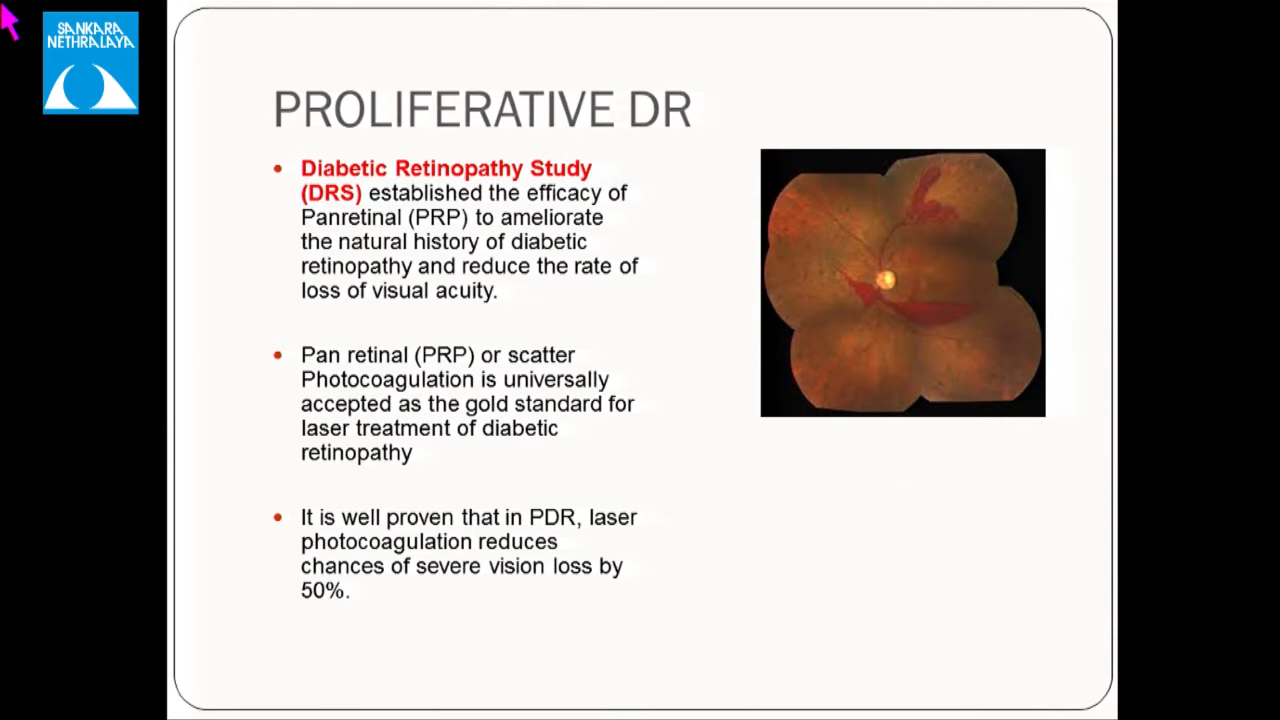 SANKARA
NETHRALAYA
PROLIFERATIVE DR
• Diabetic Retinopathy Study
(DRS) established the efficacy of
Panretinal (PRP) to ameliorate
the natural history of diabetic
retinopathy and reduce the rate of
loss of visual acuity.
• Pan retinal (PRP) or scatter
Photocoagulation is universally
accepted as the gold standard for
laser treatment of diabetic
retinopathy
• It is well proven that in PDR, laser
photocoagulation reduces
chances of severe vision loss by
50%.